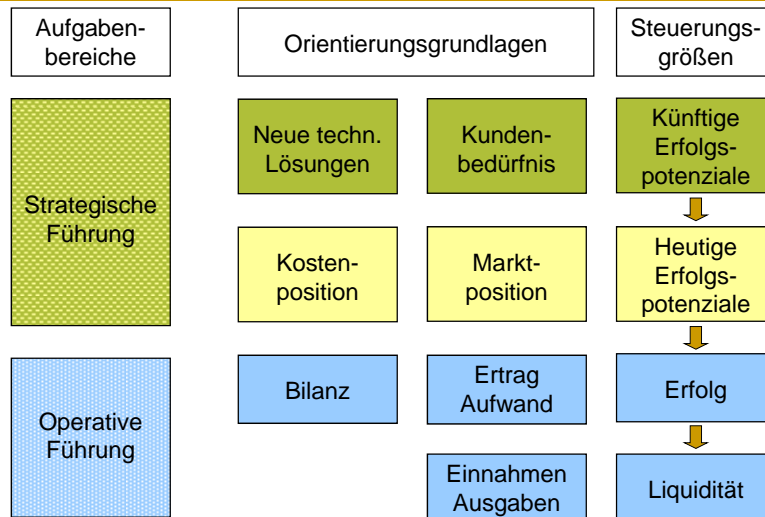 Aufgaben-
bereiche
Orientierungsgrundlagen
Steuerungs-
größen
Strategische
Führung
Neue techn.
Lösungen
Kunden-
bedürfnis
Künftige
Erfolgs-
potenziale
Kosten-
position
Markt-
position
Heutige
Erfolgs-
potenziale
Operative
Führung
Bilanz
Ertrag
Aufwand
Erfolg
Einnahmen
Ausgaben
Liquidität